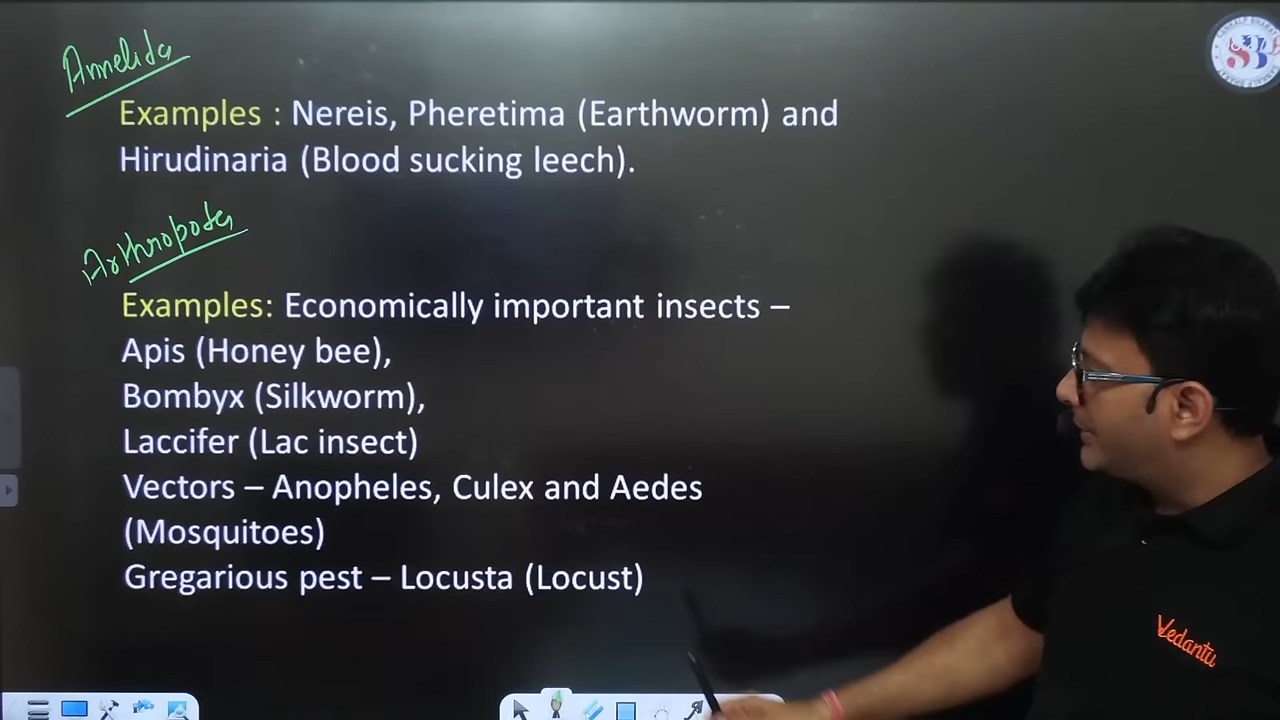 Annelida
Examples : Nereis, Pheretima (Earthworm) and
Hirudinaria (Blood sucking leech).
Arthropoda
Examples: Economically important insects –
Apis (Honey bee),
Bombyx (Silkworm),
Laccifer (Lac insect)
Vectors – Anopheles, Culex and Aedes
(Mosquitoes)
Gregarious pest – Locusta (Locust)
Vedantu